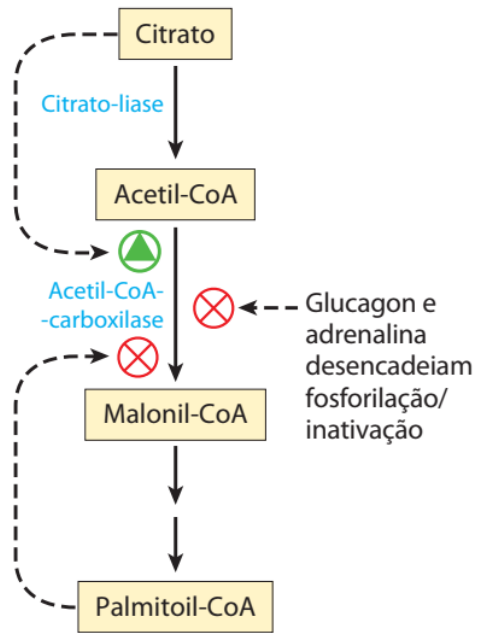 Citrato
Citrato-liase
Acetil-CoA
Acetil-CoA-
-carboxilase
Glucagon e
adrenalina
desencadeiam
fosforilação/
inativação
Malonil-CoA
Palmitoil-CoA